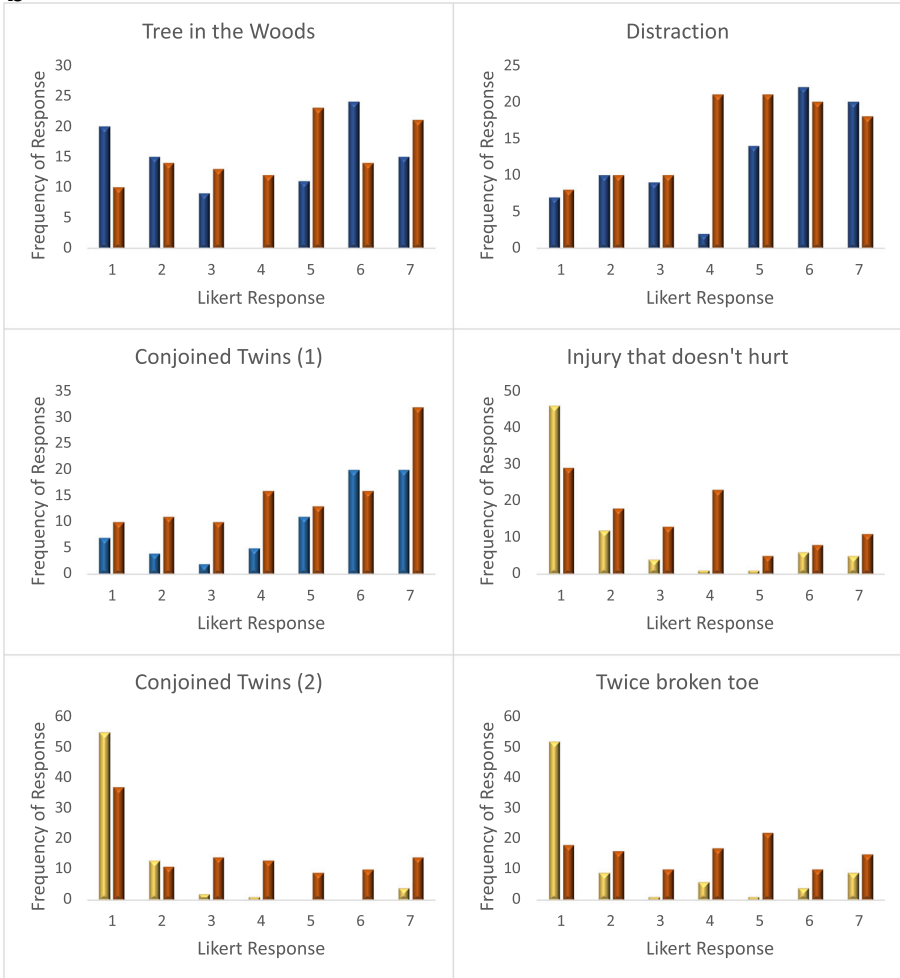 Tree in the Woods
Frequency of Response
30
25
20
15
10
5
0
1 2 3 4 5 6 7
Likert Response
Distraction
Frequency of Response
25
20
15
10
5
0
1 2 3 4 5 6 7
Likert Response
Conjoined Twins (1)
Frequency of Response
35
30
25
20
15
10
5
0
1 2 3 4 5 6 7
Likert Response
Injury that doesn't hurt
Frequency of Response
50
40
30
20
10
0
1 2 3 4 5 6 7
Likert Response
Conjoined Twins (2)
Frequency of Response
60
50
40
30
20
10
0
1 2 3 4 5 6 7
Likert Response
Twice broken toe
Frequency of Response
60
50
40
30
20
10
0
1 2 3 4 5 6 7
Likert Response